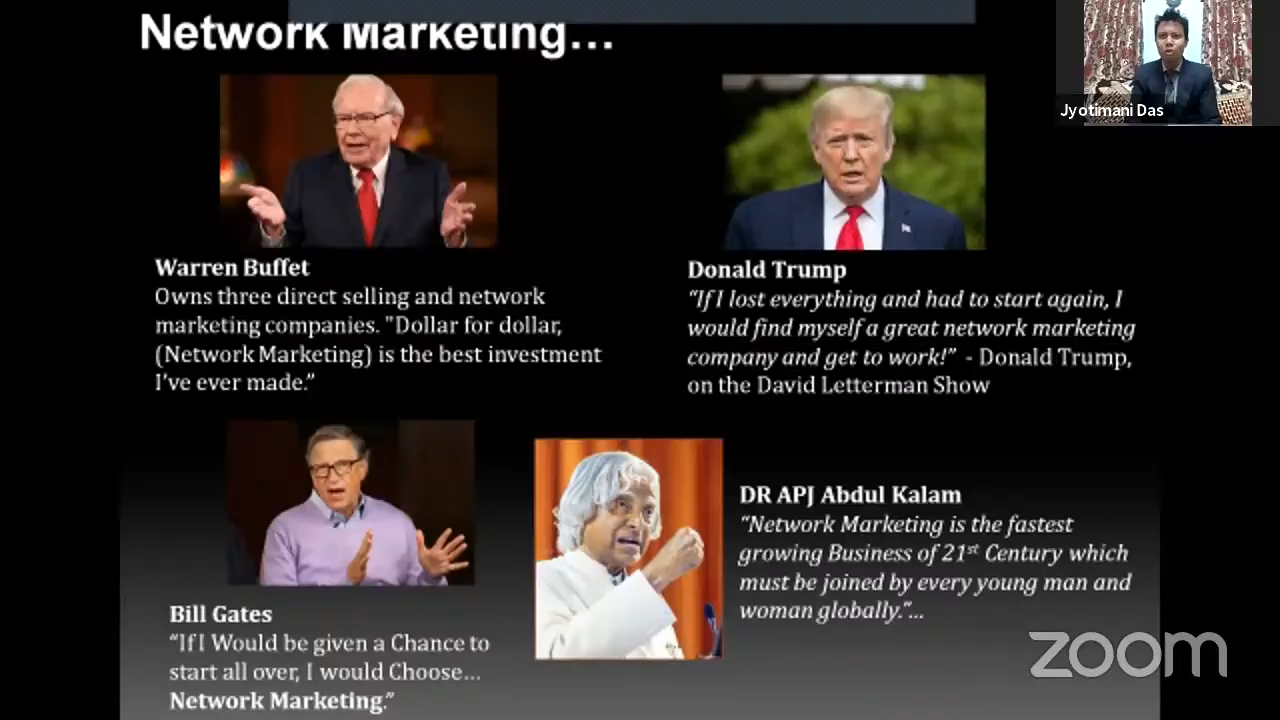 Network Marketing...
Jyotimani Das
Warren Buffet
Owns three direct selling and network
marketing companies. "Dollar for dollar,
(Network Marketing) is the best investment
I've ever made.”
Donald Trump
“If I lost everything and had to start again, I
would find myself a great network marketing
company and get to work!” - Donald Trump,
on the David Letterman Show
Bill Gates
“If I Would be given a Chance to
start all over, I would Choose...
Network Marketing.”
DR APJ Abdul Kalam
“Network Marketing is the fastest
growing Business of 21st Century which
must be joined by every young man and
woman globally.”...
zoom